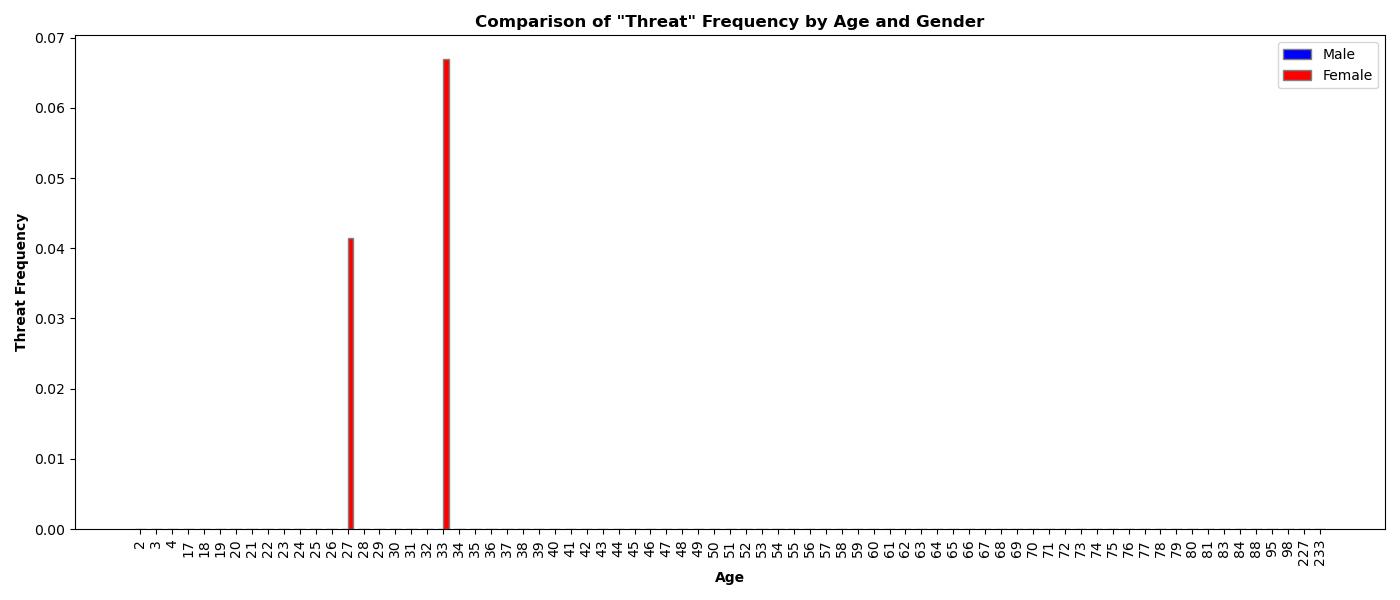 Comparison of "Threat" Frequency by Age and Gender
Male
Female
Threat Frequency
0.07
0.06
0.05
0.04
0.03
0.02
0.01
0.00
2 3 4 17 18 19 20 21 22 23 24 25 26 27 28 29 30 31 32 33 34 35 36 37 38 39 40 41 42 43 44 45 46 47 48 49 50 51 52 53 54 55 56 57 58 59 60 61 62 63 64 65 66 67 68 69 70 71 72 73 74 75 76 77 78 79 80 81 83 84 88 95 98 227 233
Age